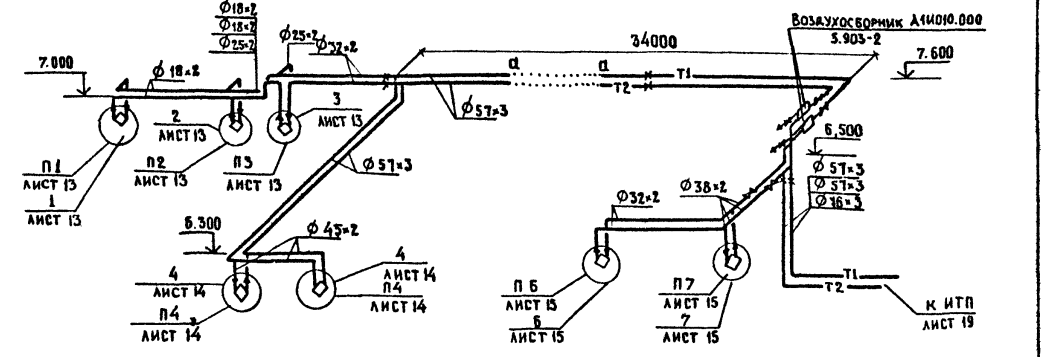 Ø18×2
Ø18×2
Ø25×2
Ø25×2
Ø32×2
34000
ВОЗДУХОСБОРНИК А1И010.000
5.903-2
7.000
Ø18×2
а
а
Т1
Т2
7.600
Ø57×3
2
ЛИСТ 13
3
ЛИСТ 13
П1
ЛИСТ 13
1
ЛИСТ 13
П2
ЛИСТ 13
П3
ЛИСТ 13
Ø57×3
6,500
Ø57×3
Ø57×3
Ø76×3
Ø32×2
Ø38×2
6.300
Ø45×2
4
ЛИСТ 14
П4
ЛИСТ 14
4
ЛИСТ 14
П4
ЛИСТ 14
П6
ЛИСТ 15
6
ЛИСТ 15
П7
ЛИСТ 15
7
ЛИСТ 15
Т1
Т2
К ИТП
ЛИСТ 19